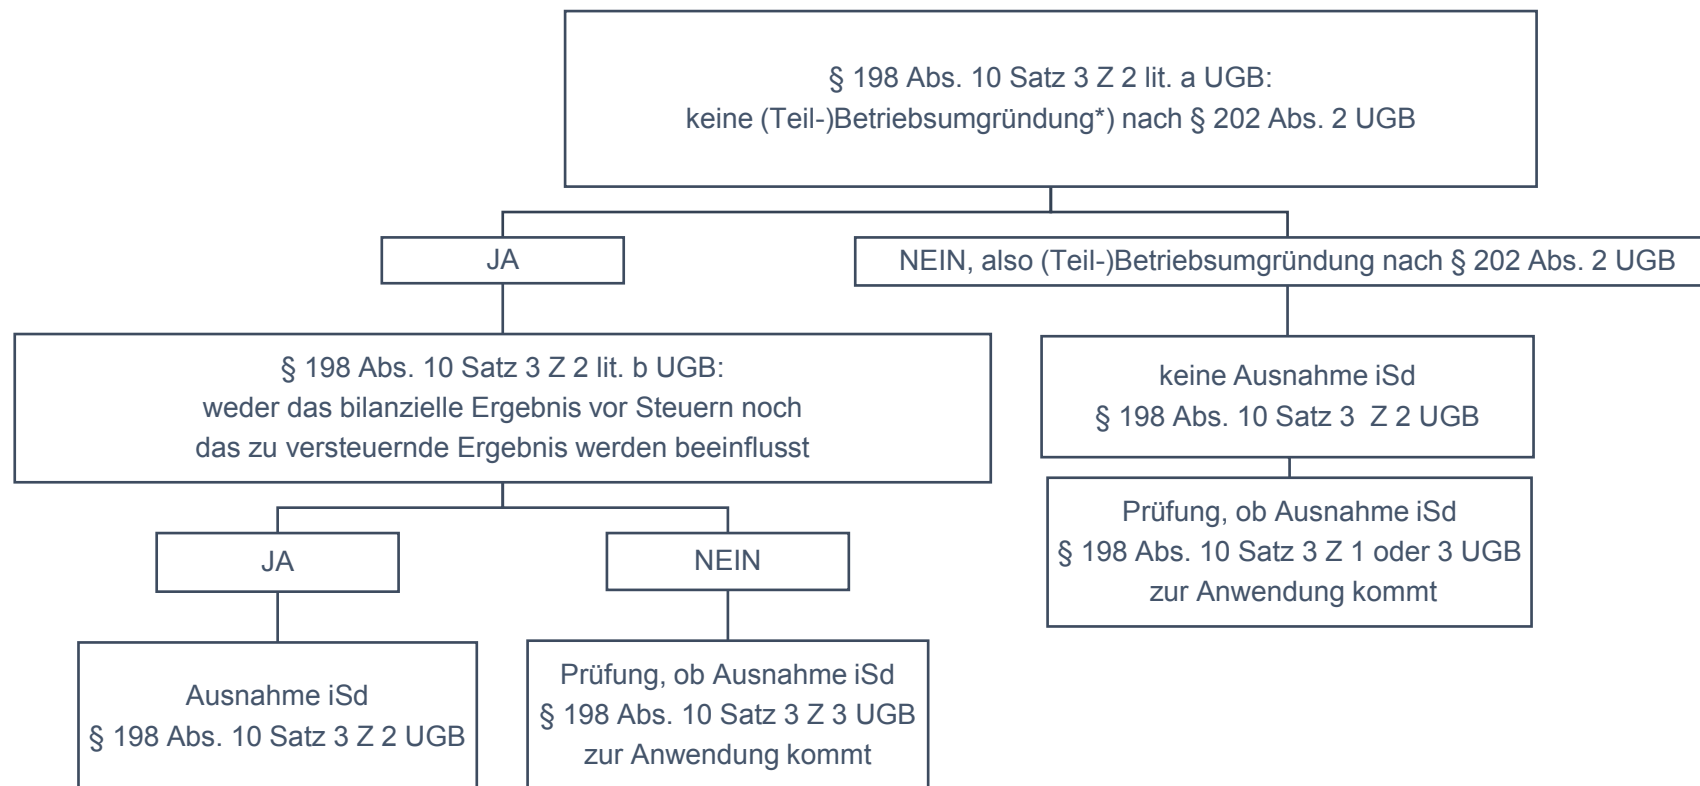 § 198 Abs. 10 Satz 3 Z 2 lit. a UGB:
keine (Teil-)Betriebsumgründung*) nach § 202 Abs. 2 UGB
JA
NEIN, also (Teil-)Betriebsumgründung nach § 202 Abs. 2 UGB
§ 198 Abs. 10 Satz 3 Z 2 lit. b UGB:
weder das bilanzielle Ergebnis vor Steuern noch
das zu versteuernde Ergebnis werden beeinflusst
keine Ausnahme iSd
§ 198 Abs. 10 Satz 3 Z 2 UGB
Prüfung, ob Ausnahme iSd
§ 198 Abs. 10 Satz 3 Z 1 oder 3 UGB
zur Anwendung kommt
JA
NEIN
Ausnahme iSd
§ 198 Abs. 10 Satz 3 Z 2 UGB
Prüfung, ob Ausnahme iSd
§ 198 Abs. 10 Satz 3 Z 3 UGB
zur Anwendung kommt